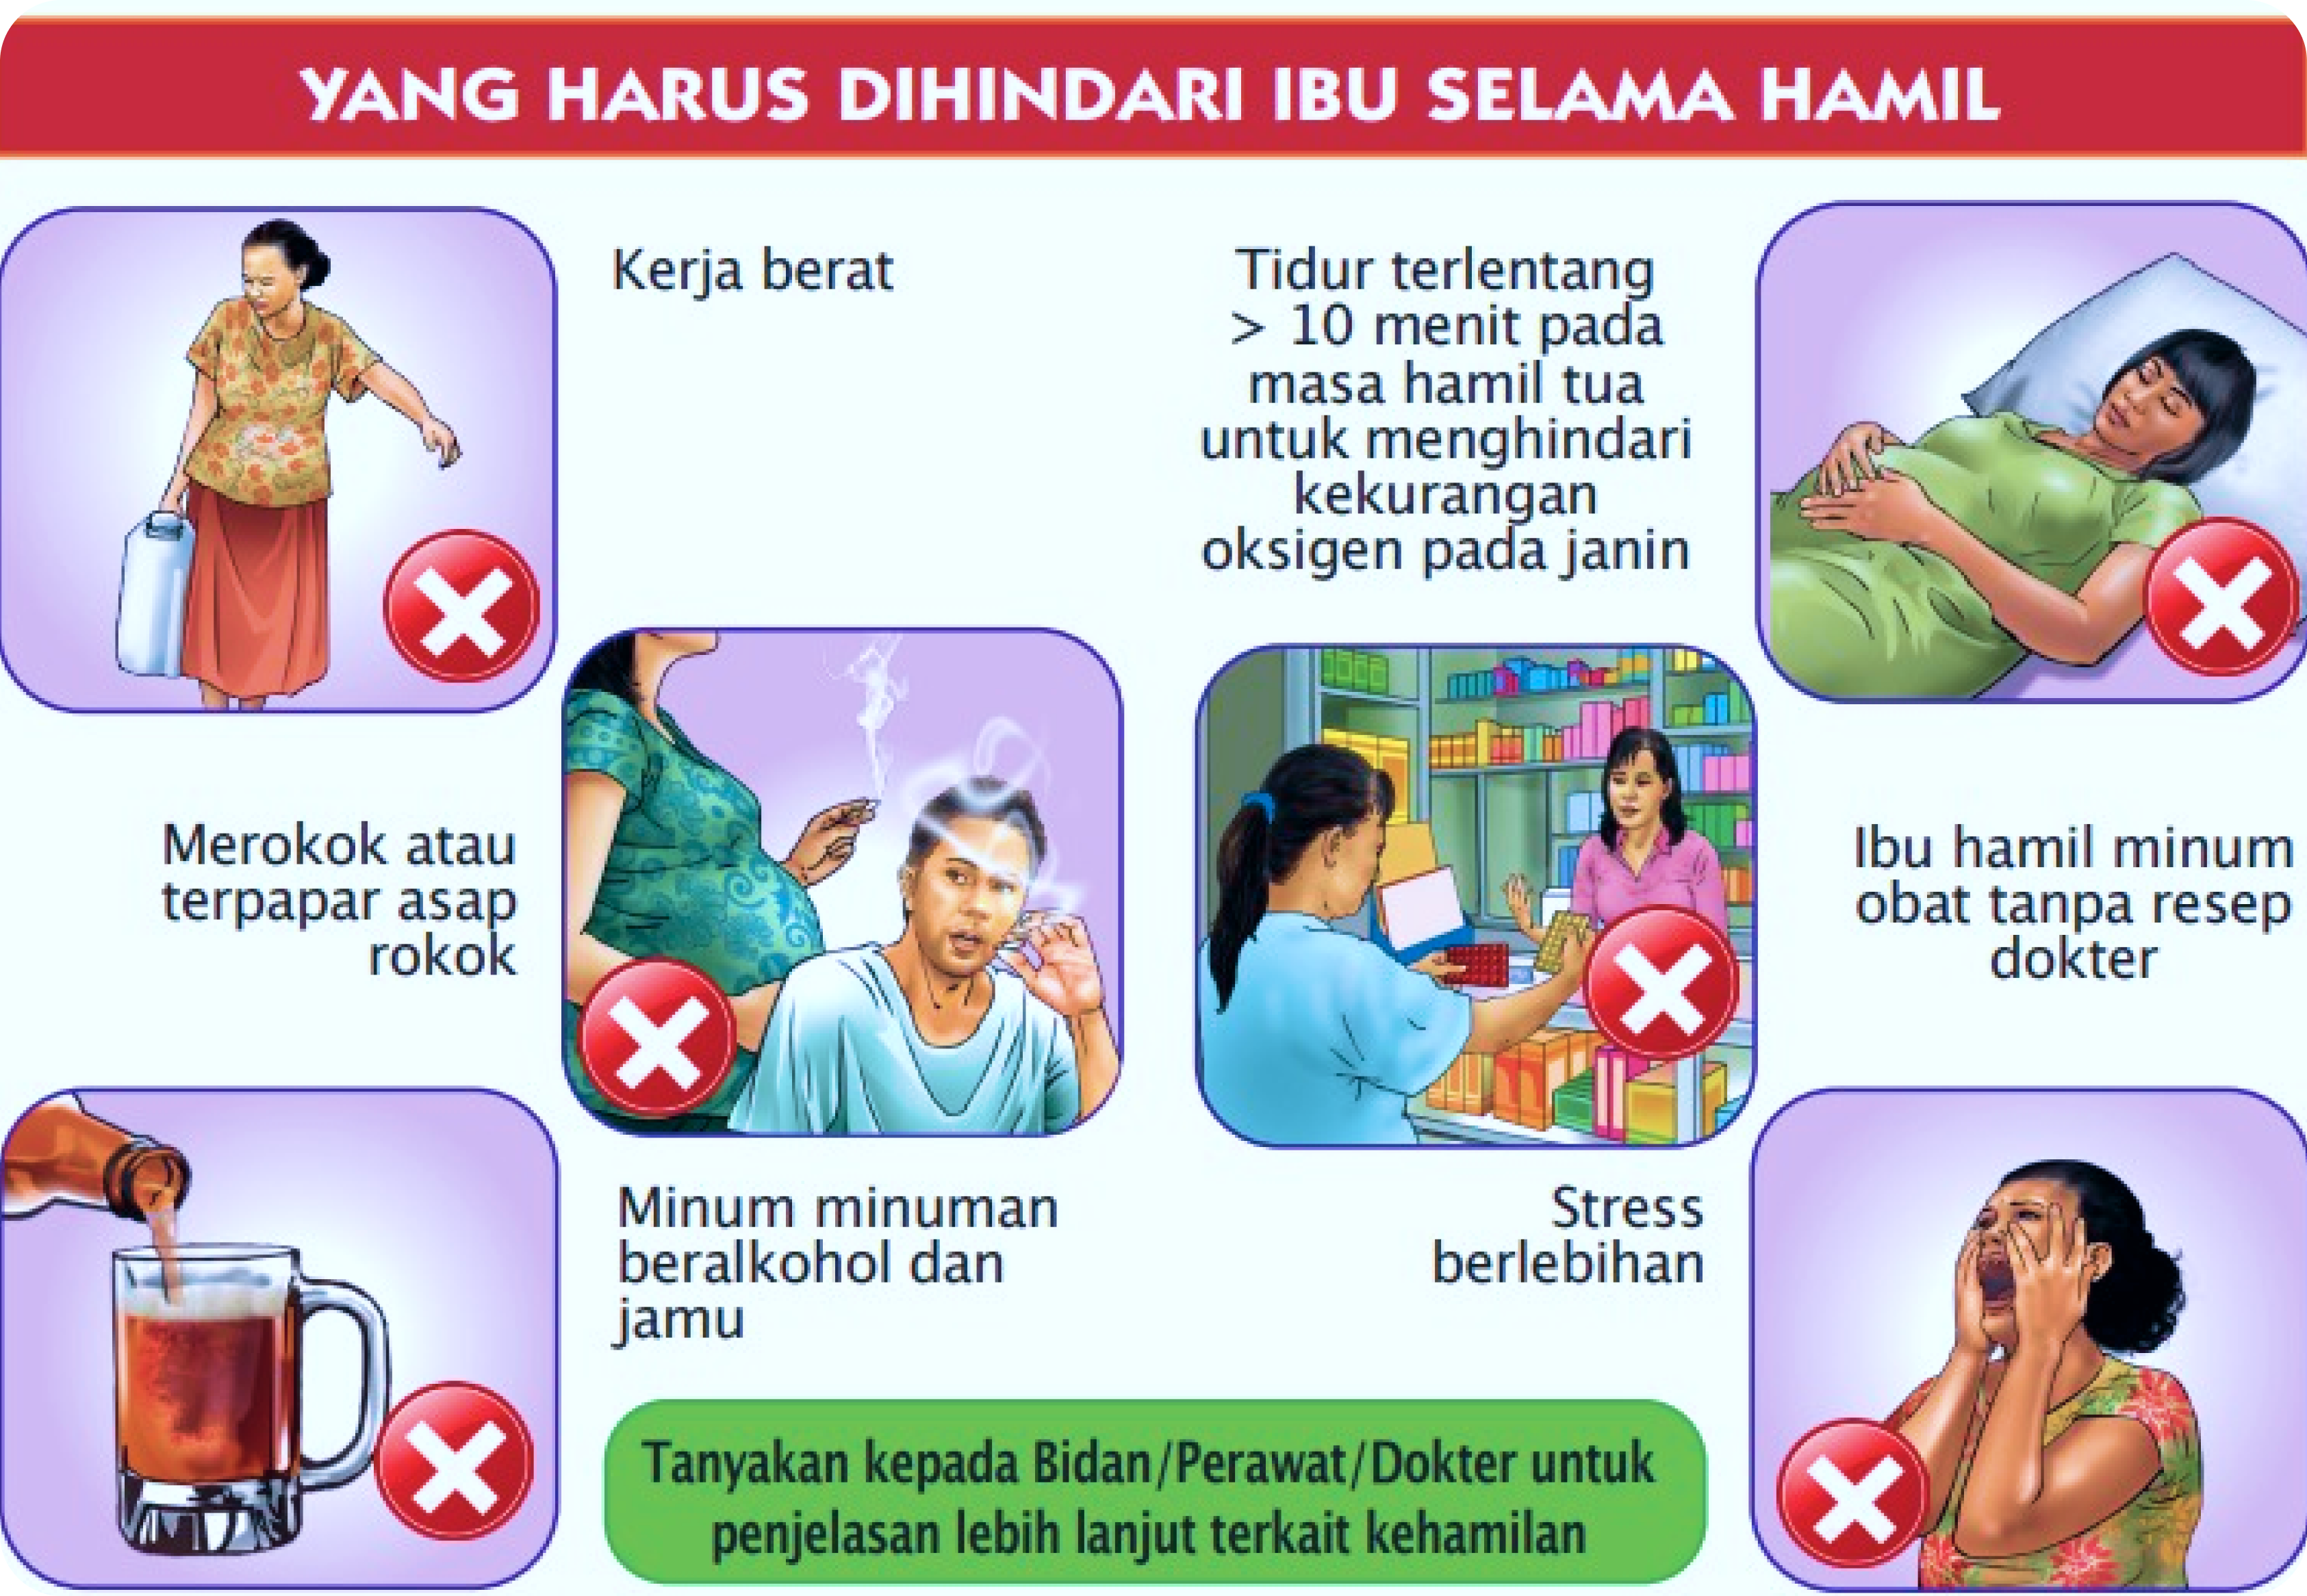 YANG HARUS DIHINDARI IBU SELAMA HAMIL
Kerja berat
Tidur terlentang
> 10 menit pada
masa hamil tua
untuk menghindari
kekurangan
oksigen pada janin
Merokok atau
terpapar asap
rokok
Ibu hamil minum
obat tanpa resep
dokter
Minum minuman
beralkohol dan
jamu
Stress
berlebihan
Tanyakan kepada Bidan/Perawat/Dokter untuk
penjelasan lebih lanjut terkait kehamilan